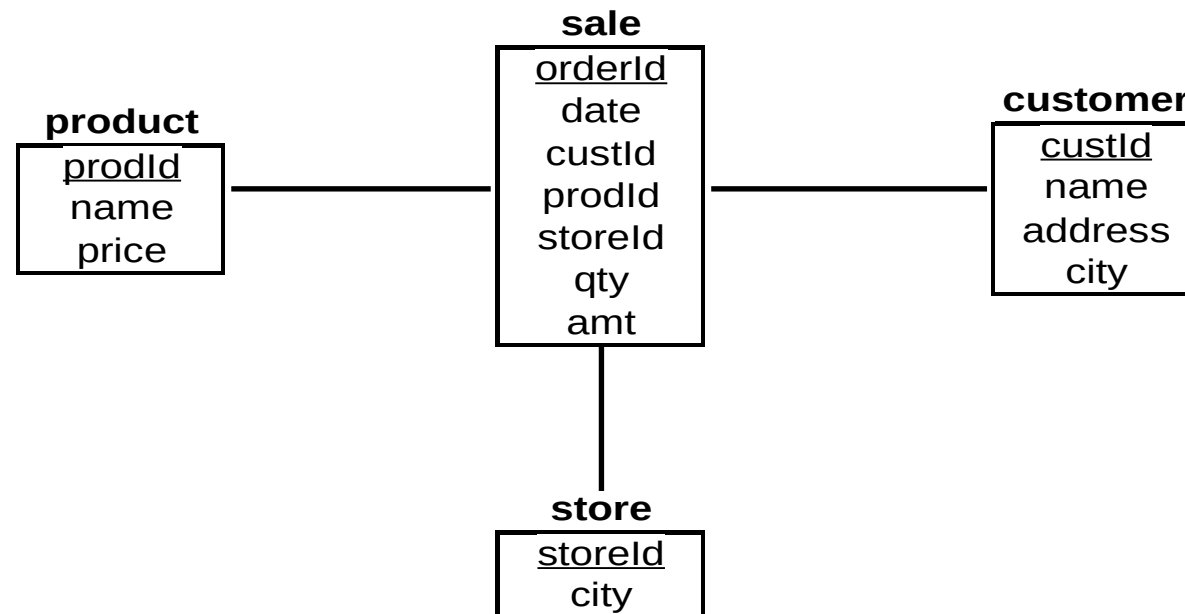 sale
orderId
date
custId
prodId
storeId
qty
amt
product
prodId
name
price
customer
custId
name
address
city
store
storeId
city